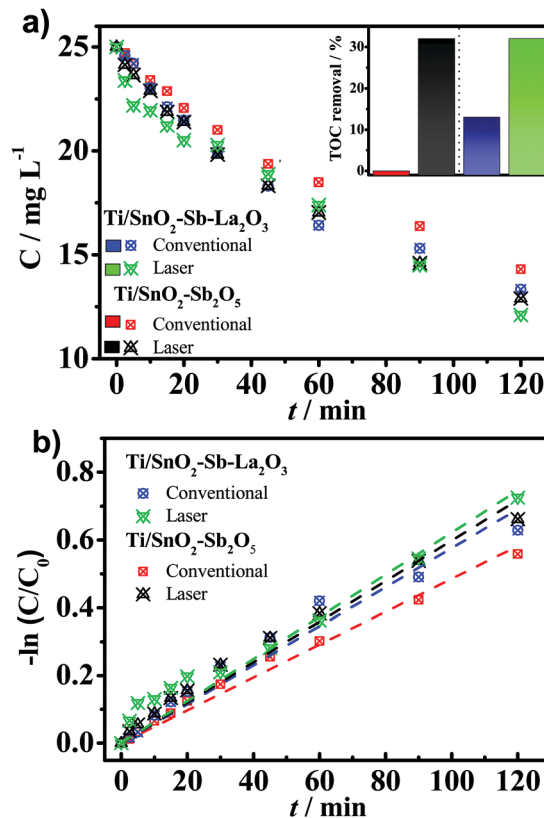 a)
25
20
15
10
C / mg L⁻¹
0 20 40 60 80 100 120
t / min
30
20
10
0
TOC removal / %
Ti/SnO₂-Sb-La₂O₃
Conventional
Laser
Ti/SnO₂-Sb₂O₅
Conventional
Laser
b)
0.8
0.6
0.4
0.2
0.0
-ln (C/C₀)
Ti/SnO₂-Sb-La₂O₃
Conventional
Laser
Ti/SnO₂-Sb₂O₅
Conventional
Laser
0 20 40 60 80 100 120
t / min